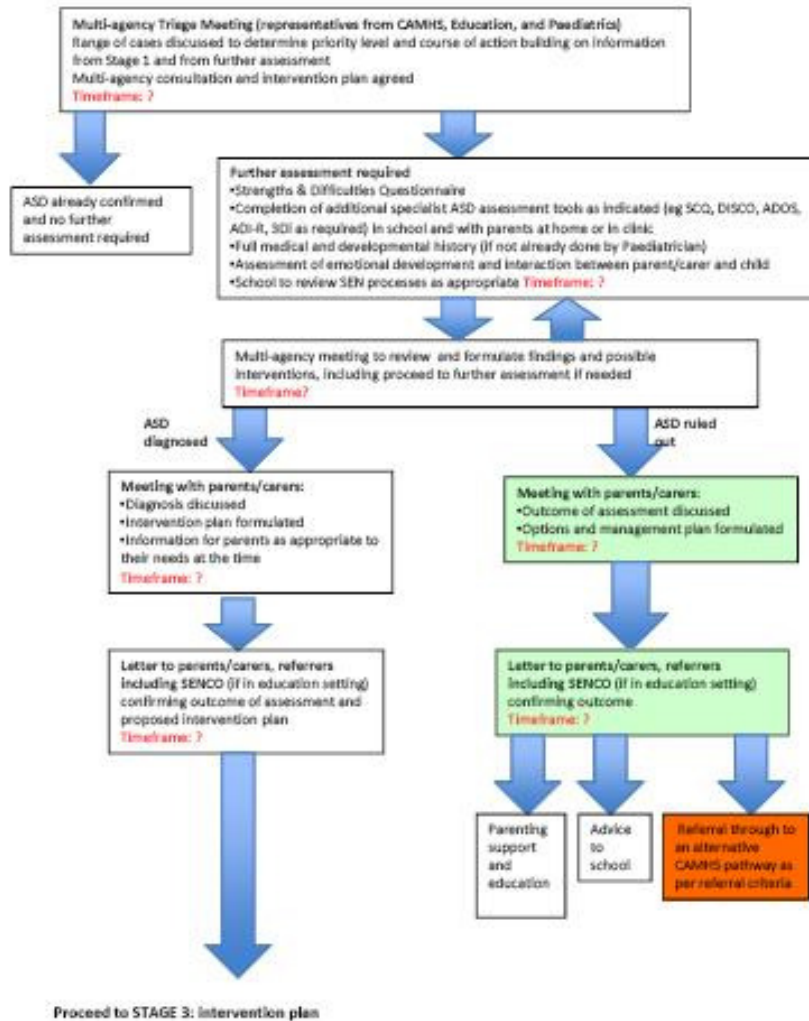 Multi-agency Triage Meeting (representatives from CAMHS, Education, and Paediatrics)
Range of cases discussed to determine priority level and course of action building on information
from Stage 1 and from further assessment
Multi-agency consultation and intervention plan agreed
Timeframe: ?
ASD already confirmed
and no further
assessment required
Further assessment required
•Strengths & Difficulties Questionnaire
•Completion of additional specialist ASD assessment tools as indicated (eg SCQ, DISCO, ADOS,
ADI-R, 3Di as required) in school and with parents at home or in clinic
•Full medical and developmental history (if not already done by Paediatrician)
•Assessment of emotional development and interaction between parent/carer and child
•School to review SEN processes as appropriate Timeframe: ?
Multi-agency meeting to review and formulate findings and possible
interventions, including proceed to further assessment if needed
Timeframe?
ASD
diagnosed
ASD ruled
out
Meeting with parents/carers:
•Diagnosis discussed
•Intervention plan formulated
•Information for parents as appropriate to
their needs at the time
Timeframe: ?
Meeting with parents/carers:
•Outcome of assessment discussed
•Options and management plan formulated
Timeframe: ?
Letter to parents/carers, referrers
including SENCO (if in education setting)
confirming outcome of assessment and
proposed intervention plan
Timeframe: ?
Letter to parents/carers, referrers
including SENCO (if in education setting)
confirming outcome
Timeframe: ?
Parenting
support
and
education
Advice
to
school
Referral through to
an alternative
CAMHS pathway as
per referral criteria
Proceed to STAGE 3: intervention plan